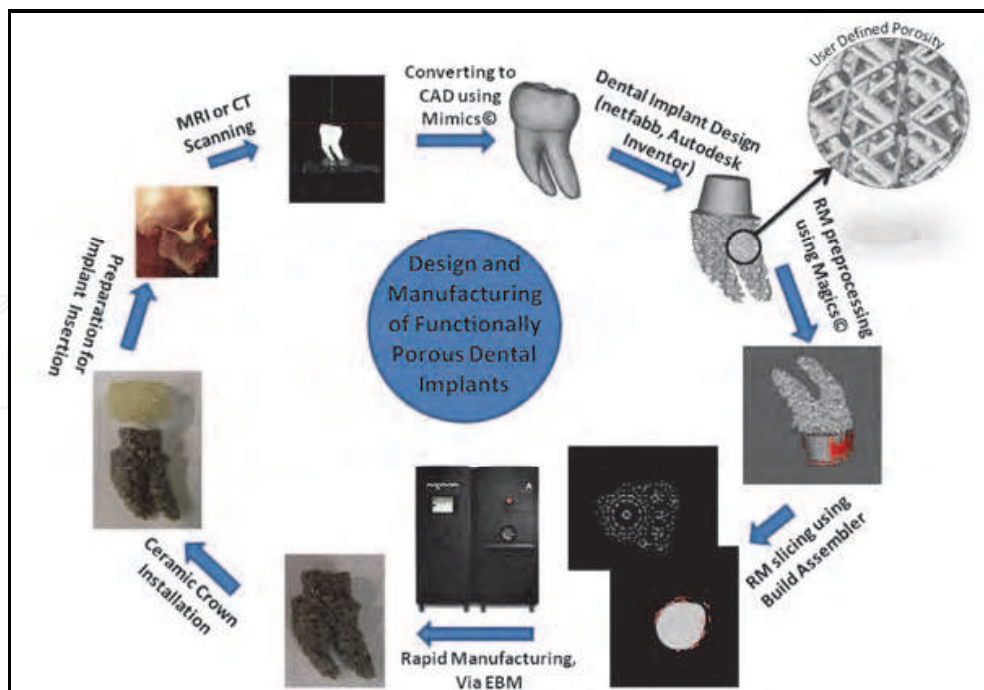 MRI or CT
Scanning
Converting to
CAD using
Mimics©
Dental Implant Design
(netfabb, Autodesk
Inventor)
User Defined Porosity
RM preprocessing
using Magics©
RM slicing using
Build Assembler
Rapid Manufacturing,
Via EBM
Ceramic Crown
Installation
Preparation for
Implant Insertion
Design and
Manufacturing
of Functionally
Porous Dental
Implants